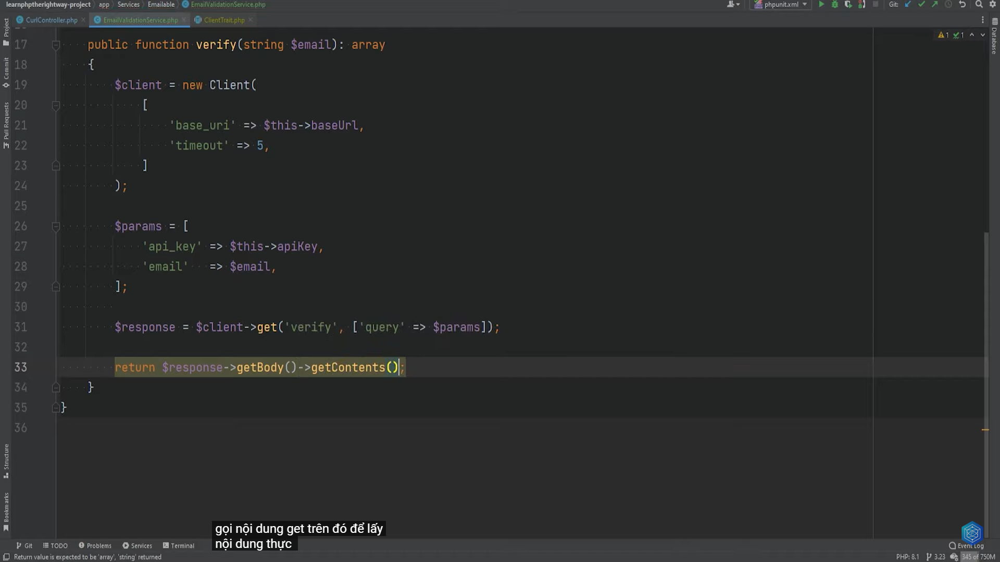 learnphptherightway-project app Services Emailable EmailValidationService.php phpunit.xml Git:
CurlController.php EmailValidationService.php ClientTrait.php
1 1
17 public function verify(string $email): array
18 {
19 $client = new Client(
20 [
21 'base_uri' => $this->baseUrl,
22 'timeout' => 5,
23 ]
24 );
25
26 $params = [
27 'api_key' => $this->apiKey,
28 'email' => $email,
29 ];
30
31 $response = $client->get('verify', ['query' => $params]);
32
33 return $response->getBody()->getContents();
34 }
35 }
36
Project
Commit
Pull Requests
Structure
Bookmarks
Database
gọi nội dung get trên đó để lấy
nội dung thực
Git TODO Problems Services Terminal Event Log
Return value is expected to be 'array', 'string' returned PHP: 8.1 3.23 345 of 750M